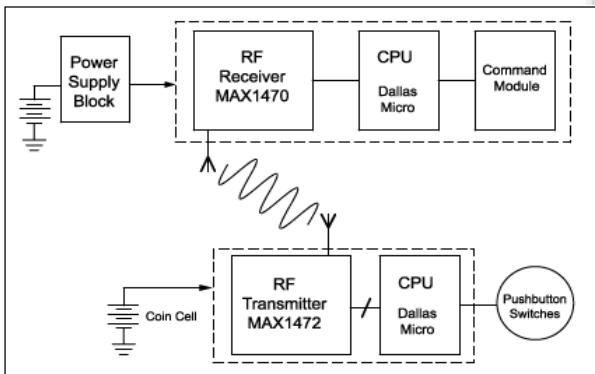 Power
Supply
Block
RF
Receiver
MAX1470
CPU
Dallas
Micro
Command
Module
Coin Cell
RF
Transmitter
MAX1472
CPU
Dallas
Micro
Pushbutton
Switches